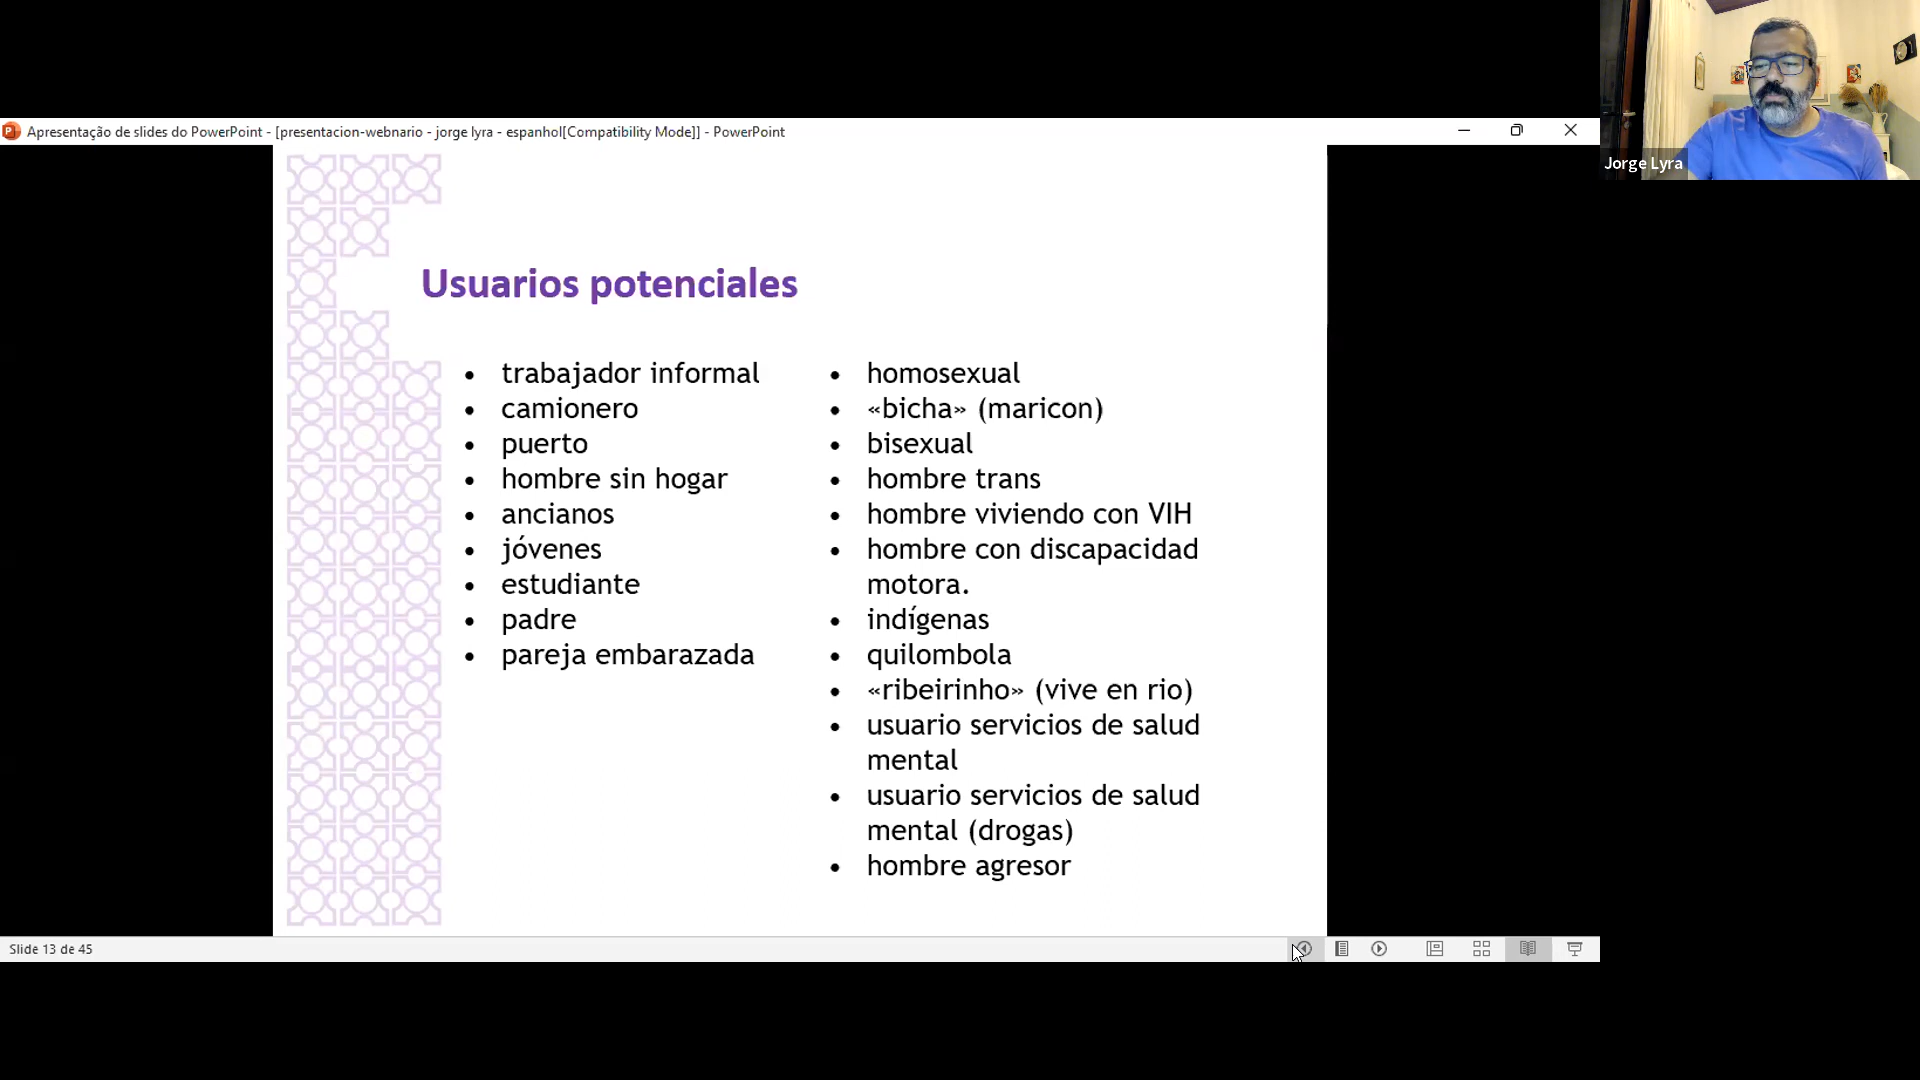 Apresentação de slides do PowerPoint - [presentacion-webnario - jorge lyra - espanhol[Compatibility Mode]] - PowerPoint
Jorge Lyra
Usuarios potenciales
• trabajador informal
• camionero
• puerto
• hombre sin hogar
• ancianos
• jóvenes
• estudiante
• padre
• pareja embarazada
• homosexual
• «bicha» (maricon)
• bisexual
• hombre trans
• hombre viviendo con VIH
• hombre con discapacidad
motora.
• indígenas
• quilombola
• «ribeirinho» (vive en rio)
• usuario servicios de salud
mental
• usuario servicios de salud
mental (drogas)
• hombre agresor
Slide 13 de 45